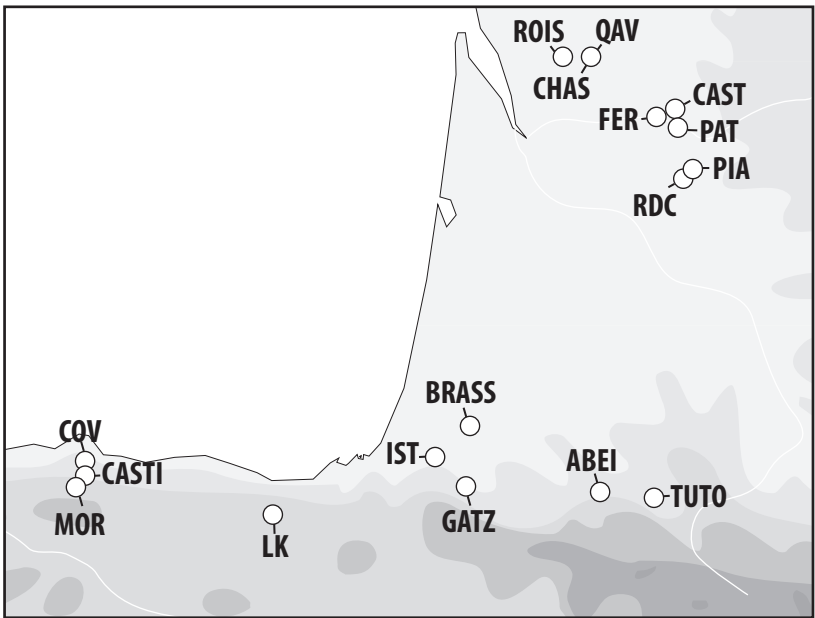 ROIS
QAV
CHAS
CAST
FER
PAT
PIA
RDC
BRASS
COV
IST
ABEI
CASTI
TUTO
MOR
GATZ
LK